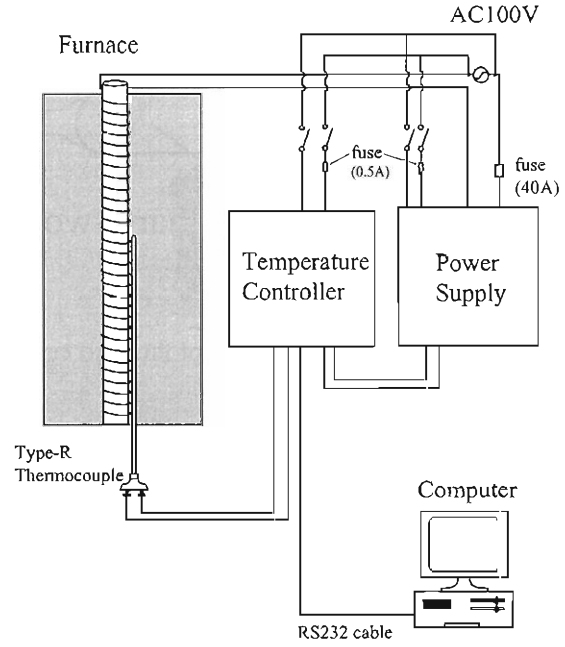 AC100V
Furnace
fuse
(0.5A)
fuse
(40A)
Temperature
Controller
Power
Supply
Type-R
Thermocouple
Computer
RS232 cable